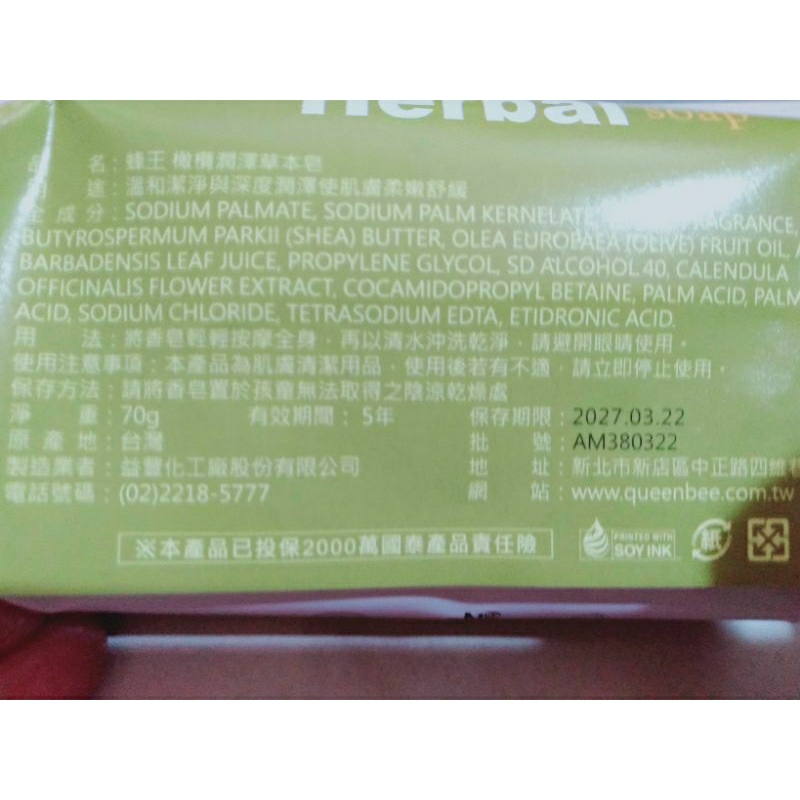 Herbal soap
品 名：蜂王 橄欖潤澤草本皂
用 途：溫和潔淨與深度潤澤使肌膚柔嫩舒緩
全 成 分：SODIUM PALMATE, SODIUM PALM KERNELATE, FRAGRANCE,
BUTYROSPERMUM PARKII (SHEA) BUTTER, OLEA EUROPAEA (OLIVE) FRUIT OIL,
BARBADENSIS LEAF JUICE, PROPYLENE GLYCOL, SD ALCOHOL 40, CALENDULA
OFFICINALIS FLOWER EXTRACT, COCAMIDOPROPYL BETAINE, PALM ACID, PALM
ACID, SODIUM CHLORIDE, TETRASODIUM EDTA, ETIDRONIC ACID.
用 法：將香皂輕輕按摩全身，再以清水沖洗乾淨，請避開眼睛使用。
使用注意事項：本產品為肌膚清潔用品，使用後若有不適，請立即停止使用。
保存方法：請將香皂置於孩童無法取得之陰涼乾燥處
淨 重：70g 有效期間：5年 保存期限：2027.03.22
原 產 地：台灣 批 號：AM380322
製造業者：益豐化工廠股份有限公司 地 址：新北市新店區中正路四維巷
電話號碼：(02)2218-5777 網 站：www.queenbee.com.tw
※本產品已投保2000萬國泰產品責任險 PRINTED WITH SOY INK 紙